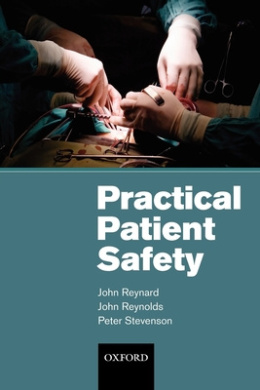 Practical
Patient
Safety
John Reynard
John Reynolds
Peter Stevenson
OXFORD